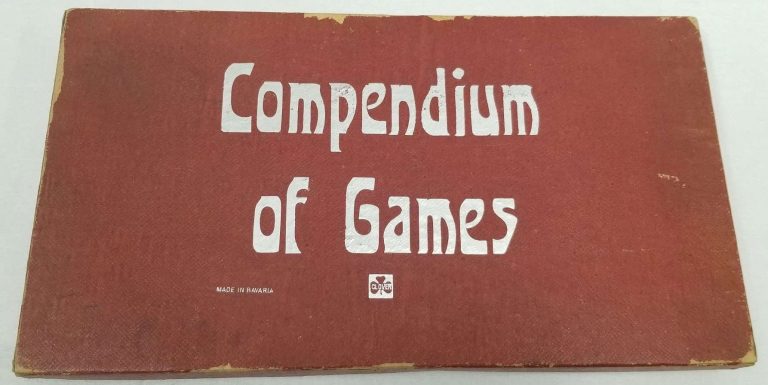 Compendium
of Games
MADE IN BAVARIA
CLOVER